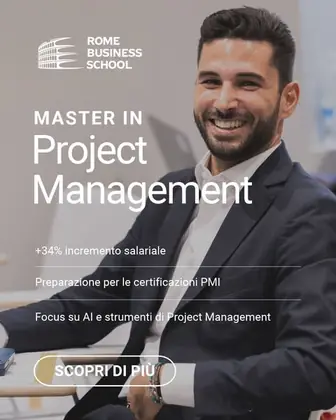 ROME
BUSINESS
SCHOOL
MASTER IN
Project
Management
+34% incremento salariale
Preparazione per le certificazioni PMI
Focus su AI e strumenti di Project Management
SCOPRI DI PIÙ